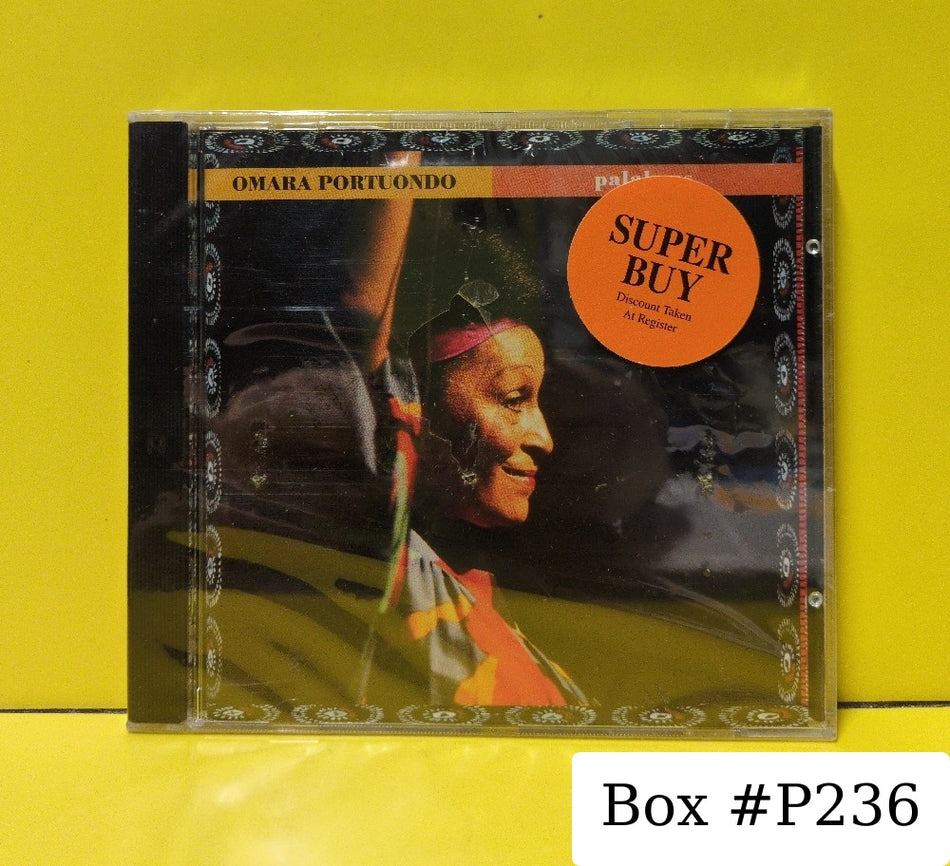 OMARA PORTUONDO
SUPER
BUY
Discount Taken
At Register
Box #P236